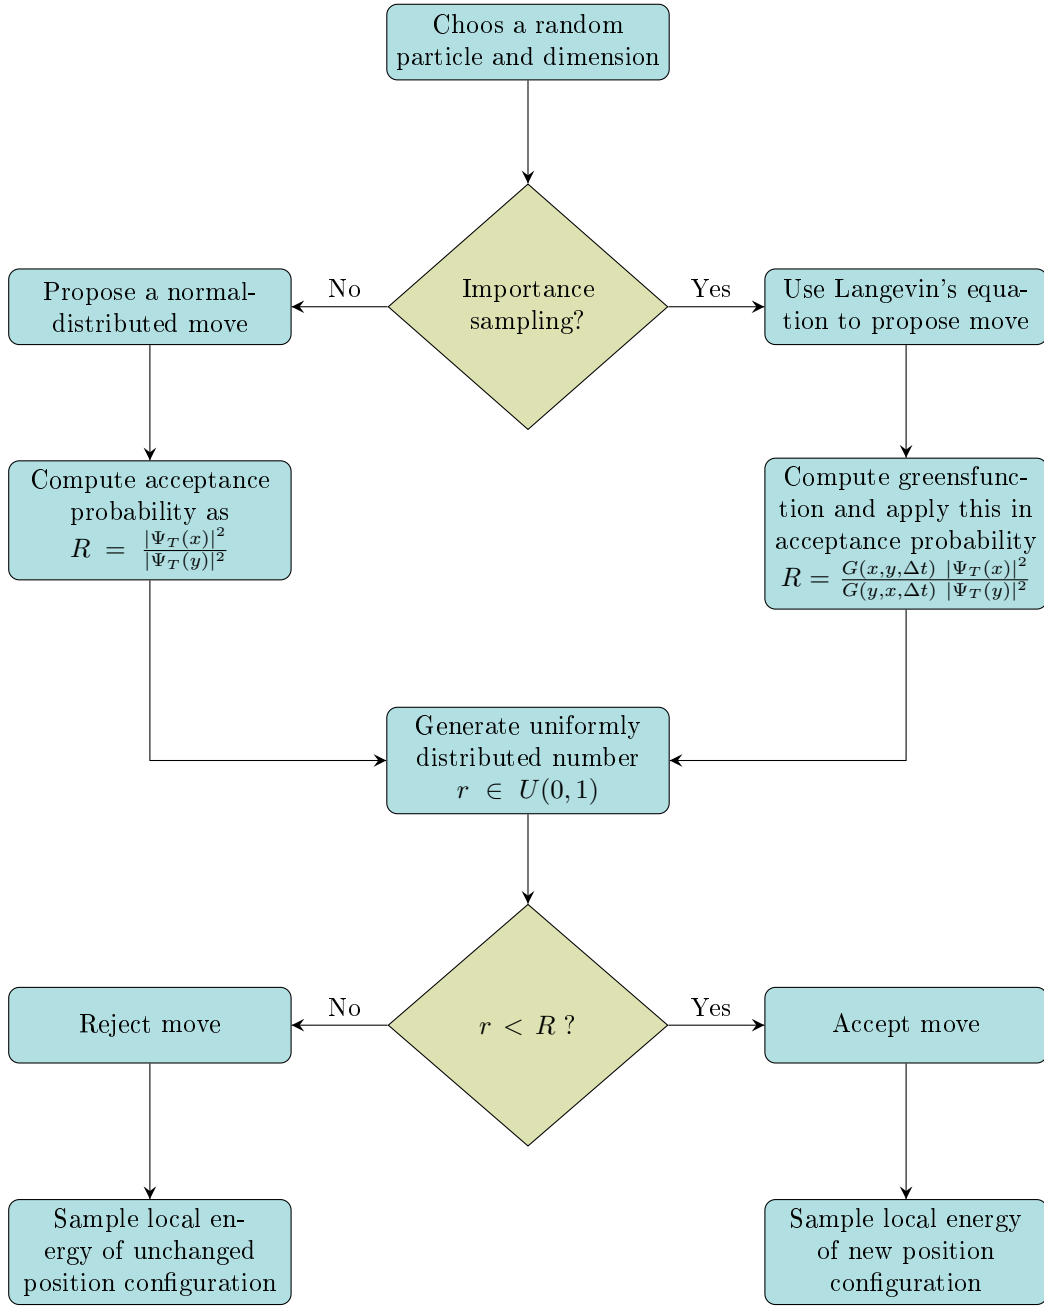 Choos a random
particle and dimension
No
Yes
Propose a normal-
distributed move
Importance
sampling?
Use Langevin's equa-
tion to propose move
Compute acceptance
probability as
R = |Ψ_T(x)|² / |Ψ_T(y)|²
Compute greensfunc-
tion and apply this in
acceptance probability
R = G(x,y,Δt) |Ψ_T(x)|² / G(y,x,Δt) |Ψ_T(y)|²
Generate uniformly
distributed number
r ∈ U(0,1)
No
Yes
Reject move
r < R ?
Accept move
Sample local en-
ergy of unchanged
position configuration
Sample local energy
of new position
configuration